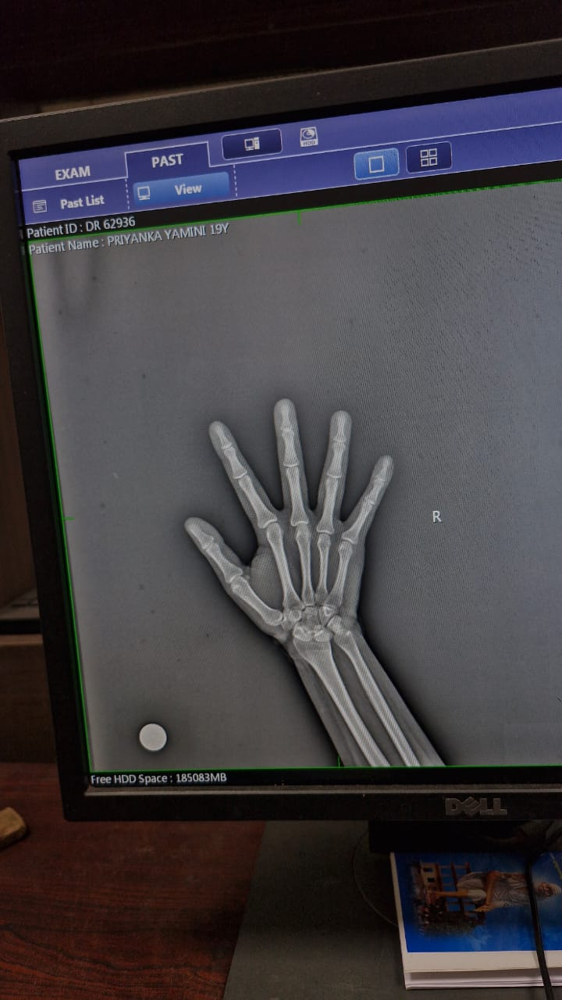 EXAM
PAST
HDD
Past List
View
Patient ID : DR 62936
Patient Name : PRIYANKA YAMINI 19Y
R
Free HDD Space : 185083MB
DELL